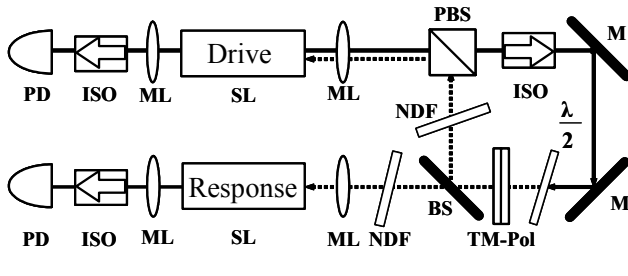 PBS
M
Drive
PD
ISO
ML
SL
ML
ISO
NDF
λ
2
Response
BS
M
PD
ISO
ML
SL
ML
NDF
TM-Pol